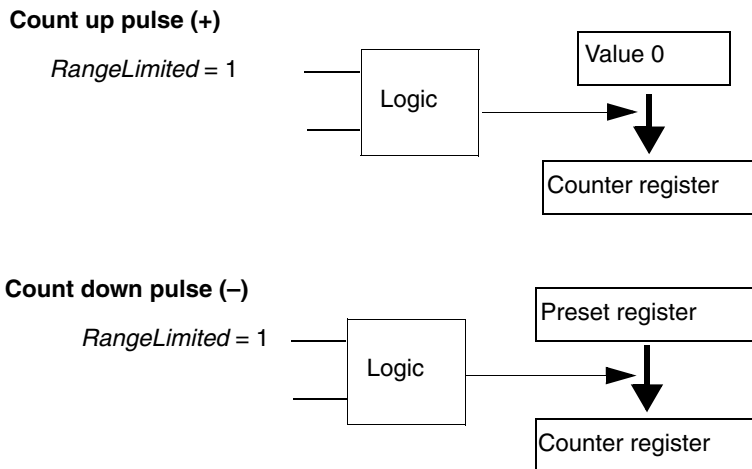 Count up pulse (+)
RangeLimited = 1
Logic
Value 0
Counter register
Count down pulse (–)
RangeLimited = 1
Logic
Preset register
Counter register